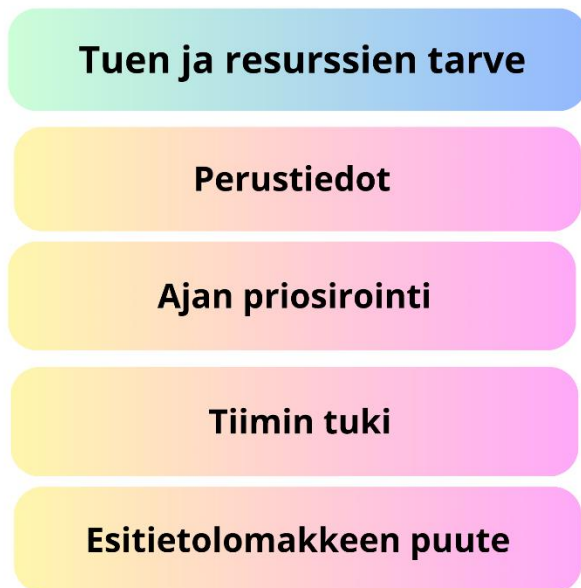 Tuen ja resurssien tarve
Perustiedot
Ajan priosirointi
Tiimin tuki
Esitietolomakkeen puute